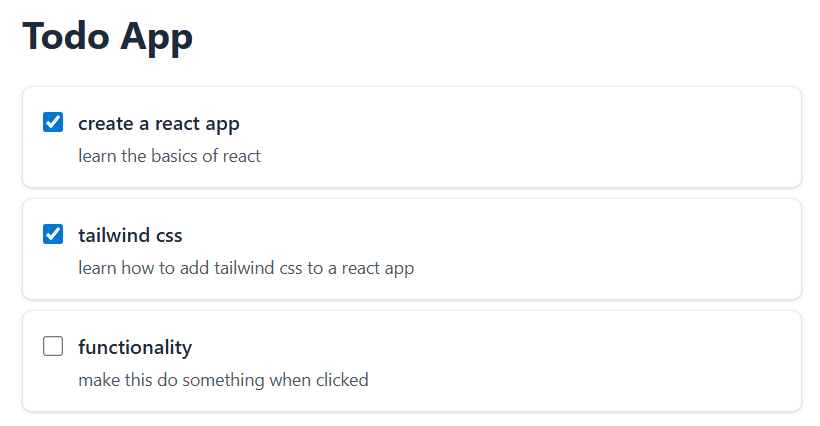 Todo App
create a react app
learn the basics of react
tailwind css
learn how to add tailwind css to a react app
functionality
make this do something when clicked